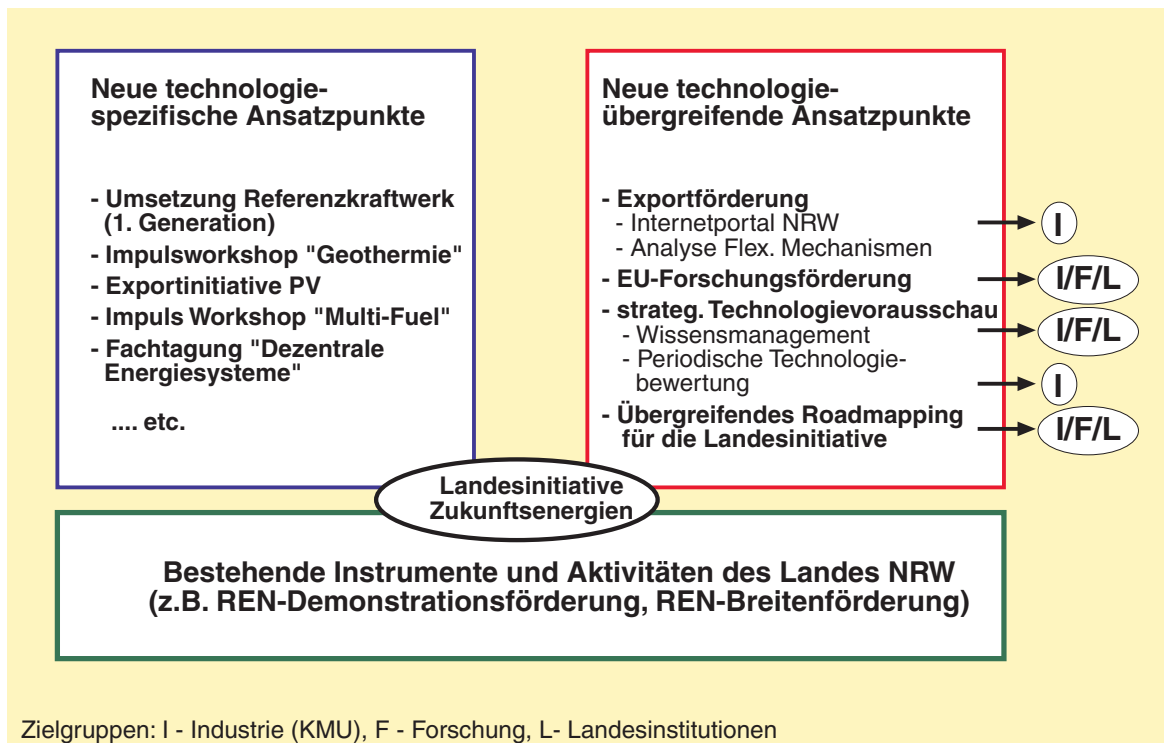 Neue technologie-
spezifische Ansatzpunkte
- Umsetzung Referenzkraftwerk
(1. Generation)
- Impulsworkshop "Geothermie"
- Exportinitiative PV
- Impuls Workshop "Multi-Fuel"
- Fachtagung "Dezentrale
Energiesysteme"
.... etc.
Neue technologie-
übergreifende Ansatzpunkte
- Exportförderung
- Internetportal NRW
I
- Analyse Flex. Mechanismen
- EU-Forschungsförderung
I/F/L
- strateg. Technologievorausschau
- Wissensmanagement
I/F/L
- Periodische Technologie-
bewertung
I
- Übergreifendes Roadmapping
für die Landesinitiative
I/F/L
Landesinitiative
Zukunftsenergien
Bestehende Instrumente und Aktivitäten des Landes NRW
(z.B. REN-Demonstrationsförderung, REN-Breitenförderung)
Zielgruppen: I - Industrie (KMU), F - Forschung, L- Landesinstitutionen